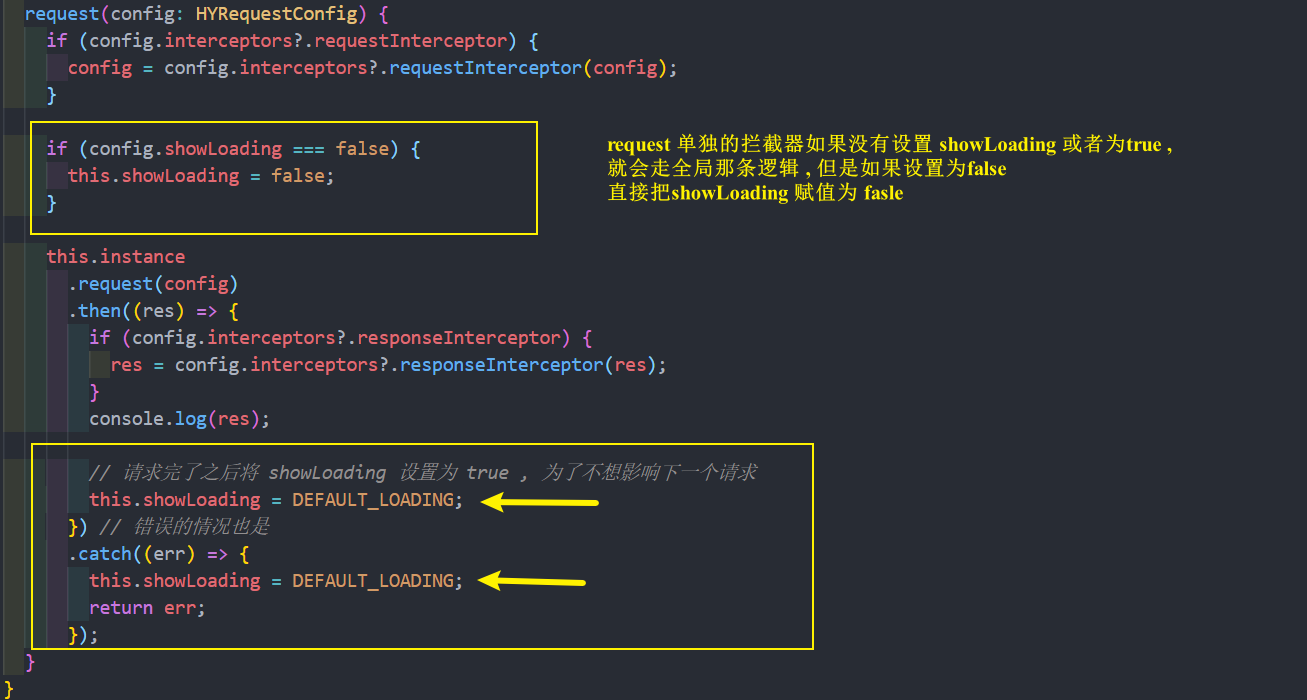 request(config: HYRequestConfig) {
if (config.interceptors?.requestInterceptor) {
config = config.interceptors?.requestInterceptor(config);
}
if (config.showLoading === false) {
this.showLoading = false;
}
request 单独的拦截器如果没有设置 showLoading 或者为true ,
就会走全局那条逻辑 , 但是如果设置为false
直接把showLoading 赋值为 fasle
this.instance
.request(config)
.then((res) => {
if (config.interceptors?.responseInterceptor) {
res = config.interceptors?.responseInterceptor(res);
}
console.log(res);
// 请求完了之后将 showLoading 设置为 true , 为了不想影响下一个请求
this.showLoading = DEFAULT_LOADING;
}) // 错误的情况也是
.catch((err) => {
this.showLoading = DEFAULT_LOADING;
return err;
});
}
}